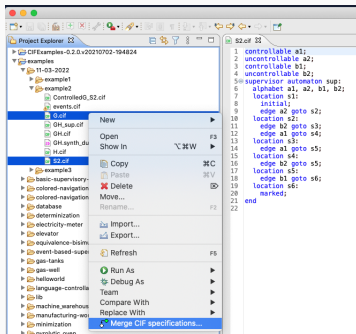 Project Explorer
CIFExamples-0.2.0.v20210702-194824
examples
11-03-2022
example1
example2
ControlledG_S2.cif
events.cif
G.cif
GH_sup.cif
GH.cif
GH.synth_du
H.cif
S2.cif
example3
basic-supervisory-
colored-navigation
colored-navigation
database
determinization
electricity-meter
elevator
equivalence-bisimu
event-based-super
gas-tanks
gas-well
helloworld
language-controlla
lib
machine_warehous
manufacturing-wor
minimization
New
Open F3
Show In ⌥⌘W
Copy ⌘C
Paste ⌘V
Delete
Move...
Rename... F2
Import...
Export...
Refresh F5
Run As
Debug As
Team
Compare With
Replace With
Merge CIF specifications...
S2.cif
1 controllable a1;
2 uncontrollable a2;
3 controllable b1;
4 uncontrollable b2;
5 supervisor automaton sup:
6 alphabet a1, a2, b1, b2;
7 location s1:
8 initial;
9 edge a2 goto s2;
10 location s2:
11 edge b2 goto s3;
12 edge a1 goto s4;
13 location s3:
14 edge a1 goto s5;
15 location s4:
16 edge b2 goto s5;
17 location s5:
18 edge b1 goto s6;
19 location s6:
20 marked;
21 end
22